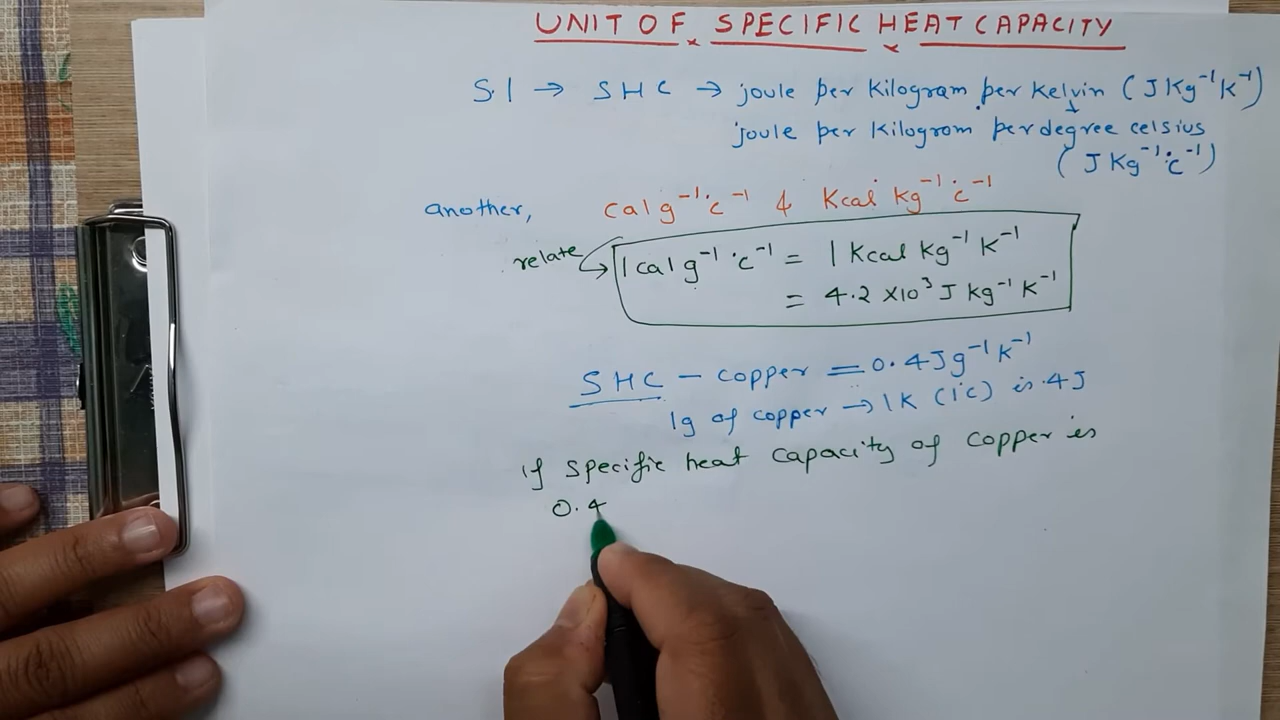 UNIT OF SPECIFIC HEAT CAPACITY
S.I → SHC → joule per Kilogram per Kelvin (J Kg⁻¹ K⁻¹)
joule per Kilogram per degree celsius
(J Kg⁻¹ °c⁻¹)
another, cal g⁻¹ °c⁻¹ & Kcal kg⁻¹ °c⁻¹
relate 1 cal g⁻¹ °c⁻¹ = 1 Kcal Kg⁻¹ K⁻¹
= 4.2 ×10³ J Kg⁻¹ K⁻¹
SHC – copper = 0.4 J g⁻¹ K⁻¹
1g of copper → 1K (1°c) is .4J
if specific heat capacity of copper is
0.4